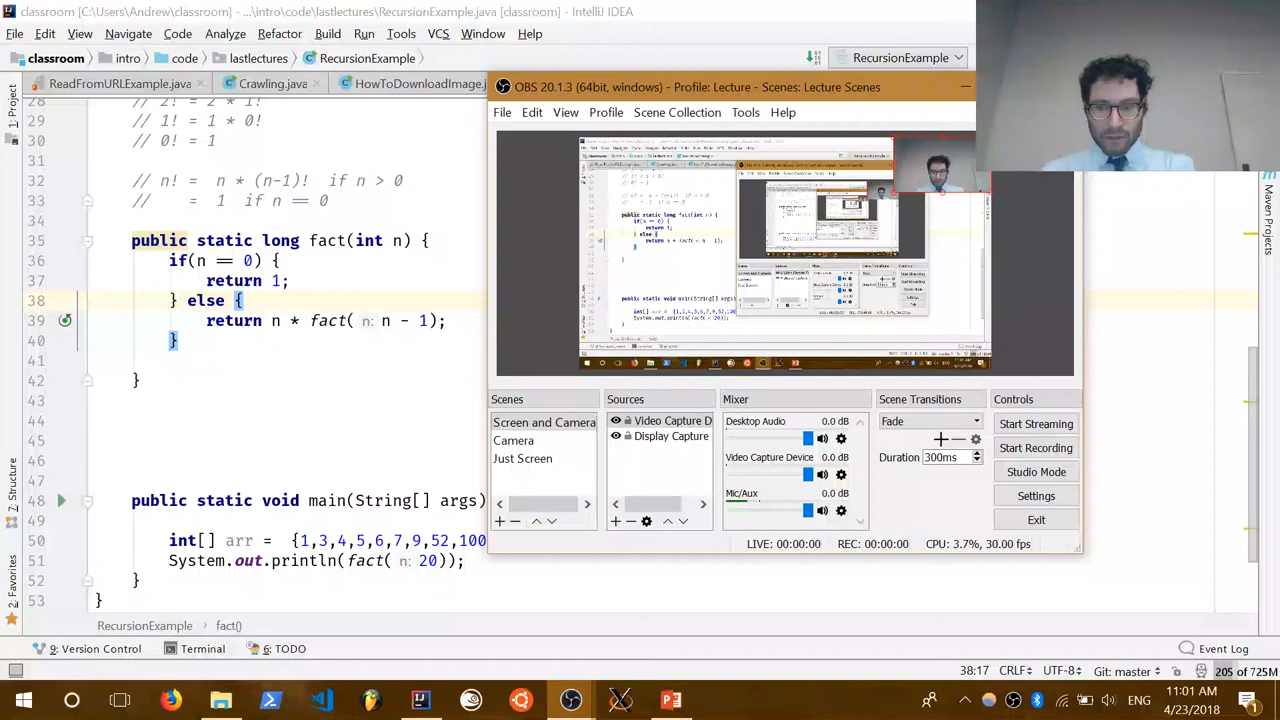 classroom [C:\Users\Andrew\classroom] - ...\intro\code\lastlectures\RecursionExample.java [classroom] - IntelliJ IDEA
File Edit View Navigate Code Analyze Refactor Build Run Tools VCS Window Help
classroom intro code lastlectures RecursionExample RecursionExample
ReadFromURLExample.java Crawling.java HowToDownloadImage.j
1: Project
Maven Projects
Z: Structure
2: Favorites
28 // 2! = 2 * 1!
29 // 1! = 1 * 0!
30 // 0! = 1
31
32 // n! = n * (n-1)! if n > 0
33 // = 1 if n == 0
34
35 public static long fact(int n) {
36 if(n == 0) {
37 return 1;
38 } else {
39 return n * fact( n: n - 1);
40 }
41
42 }
43
44
45
46
48 public static void main(String[] args)
49
50 int[] arr = {1,3,4,5,6,7,9,52,100
51 System.out.println(fact( n: 20));
52 }
53 }
RecursionExample fact()
OBS 20.1.3 (64bit, windows) - Profile: Lecture - Scenes: Lecture Scenes
File Edit View Profile Scene Collection Tools Help
Scenes
Screen and Camera
Camera
Just Screen
Sources
Video Capture D
Display Capture
Mixer
Desktop Audio 0.0 dB
Video Capture Device 0.0 dB
Mic/Aux 0.0 dB
Scene Transitions
Fade
Duration 300ms
Controls
Start Streaming
Start Recording
Studio Mode
Settings
Exit
LIVE: 00:00:00 REC: 00:00:00 CPU: 3.7%, 30.00 fps
9: Version Control Terminal 6: TODO Event Log
38:17 CRLF UTF-8 Git: master 205 of 725M
ENG 11:01 AM
4/23/2018
1